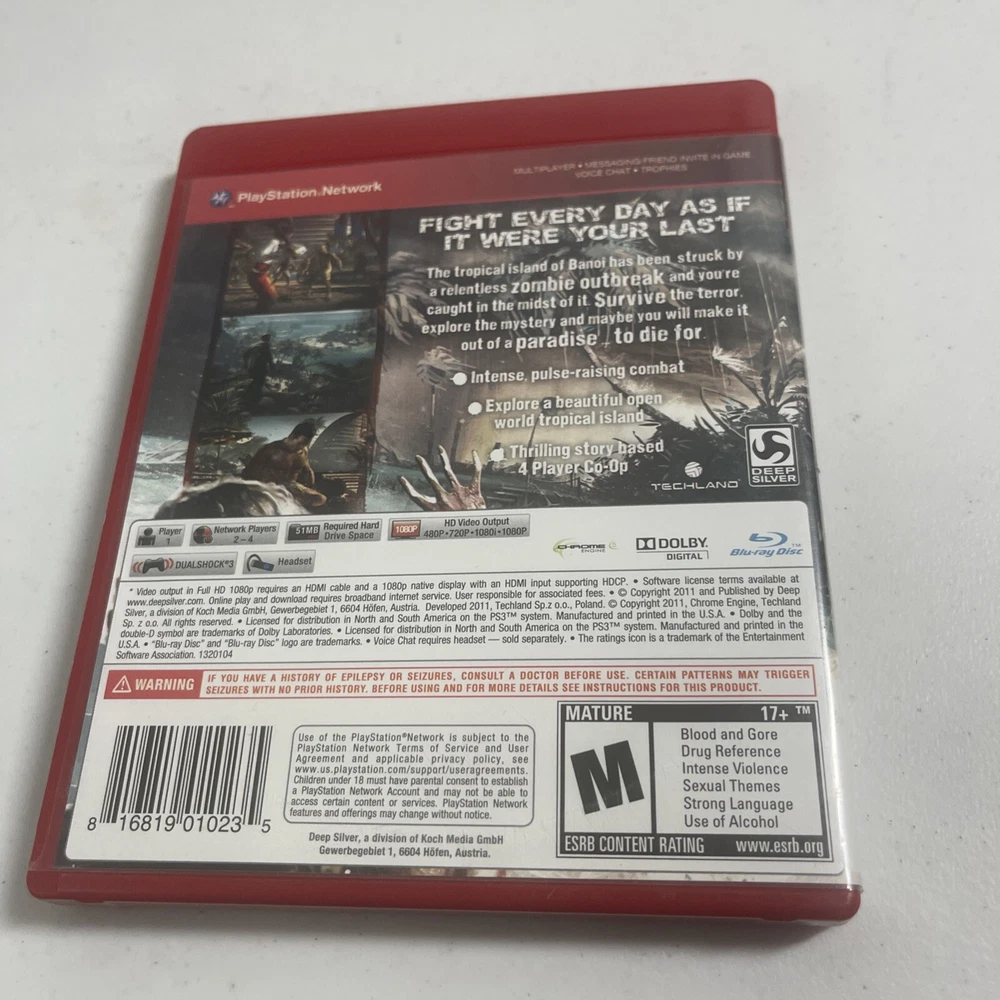 PlayStation®Network
MULTIPLAYER • MESSAGING/FRIEND INVITE IN GAME
VOICE CHAT • TROPHIES
FIGHT EVERY DAY AS IF
IT WERE YOUR LAST
The tropical island of Banoi has been struck by
a relentless zombie outbreak and you're
caught in the midst of it. Survive the terror,
explore the mystery and maybe you will make it
out of a paradise... to die for.
Intense, pulse-raising combat
Explore a beautiful open
world tropical island
Thrilling story based
4 Player Co-Op
TECHLAND
DEEP
SILVER
Player
1
Network Players
2-4
51MB Required Hard
Drive Space
1080P HD Video Output
480P•720P•1080i•1080P
DUALSHOCK®3
Headset
CHROME
ENGINE
DOLBY
DIGITAL
Blu-ray Disc™
* Video output in Full HD 1080p requires an HDMI cable and a 1080p native display with an HDMI input supporting HDCP. • Software license terms available at
www.deepsilver.com. Online play and download requires broadband internet service. User responsible for associated fees. • © Copyright 2011 and Published by Deep
Silver, a division of Koch Media GmbH, Gewerbegebiet 1, 6604 Höfen, Austria. Developed 2011, Techland Sp.z o.o., Poland. © Copyright 2011, Chrome Engine, Techland
Sp. z o.o. All rights reserved. • Licensed for distribution in North and South America on the PS3™ system. Manufactured and printed in the U.S.A. • Dolby and the
double-D symbol are trademarks of Dolby Laboratories. • Licensed for distribution in North and South America on the PS3™ system. Manufactured and printed in the
U.S.A. • "Blu-ray Disc" and "Blu-ray Disc" logo are trademarks. • Voice Chat requires headset — sold separately. • The ratings icon is a trademark of the Entertainment
Software Association. 1320104
WARNING
IF YOU HAVE A HISTORY OF EPILEPSY OR SEIZURES, CONSULT A DOCTOR BEFORE USE. CERTAIN PATTERNS MAY TRIGGER
SEIZURES WITH NO PRIOR HISTORY. BEFORE USING AND FOR MORE DETAILS SEE INSTRUCTIONS FOR THIS PRODUCT.
8 16819 01023 5
Use of the PlayStation®Network is subject to the
PlayStation Network Terms of Service and User
Agreement and applicable privacy policy, see
www.us.playstation.com/support/useragreements.
Children under 18 must have parental consent to establish
a PlayStation Network Account and may not be able to
access certain content or services. PlayStation Network
features and offerings may change without notice.
Deep Silver, a division of Koch Media GmbH
Gewerbegebiet 1, 6604 Höfen, Austria.
MATURE 17+ ™
M
Blood and Gore
Drug Reference
Intense Violence
Sexual Themes
Strong Language
Use of Alcohol
ESRB CONTENT RATING www.esrb.org